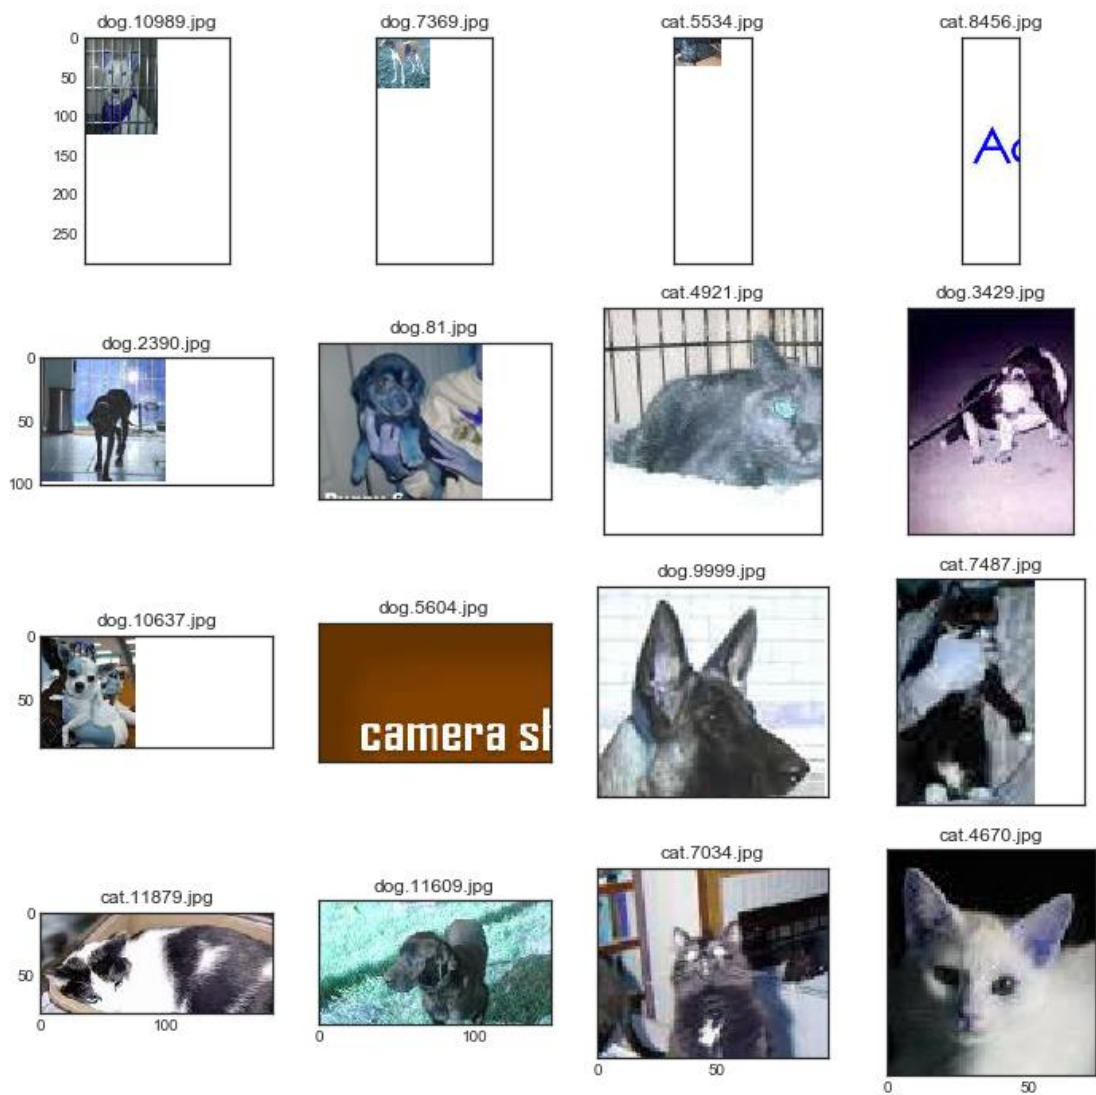 dog.10989.jpg dog.7369.jpg cat.5534.jpg cat.8456.jpg
0
50
100
150
200
250
Ac
dog.2390.jpg dog.81.jpg cat.4921.jpg dog.3429.jpg
0
50
100
dog.10637.jpg dog.5604.jpg dog.9999.jpg cat.7487.jpg
0
50
camera sh
cat.11879.jpg dog.11609.jpg cat.7034.jpg cat.4670.jpg
0
50
0 100 0 100 0 50 0 50